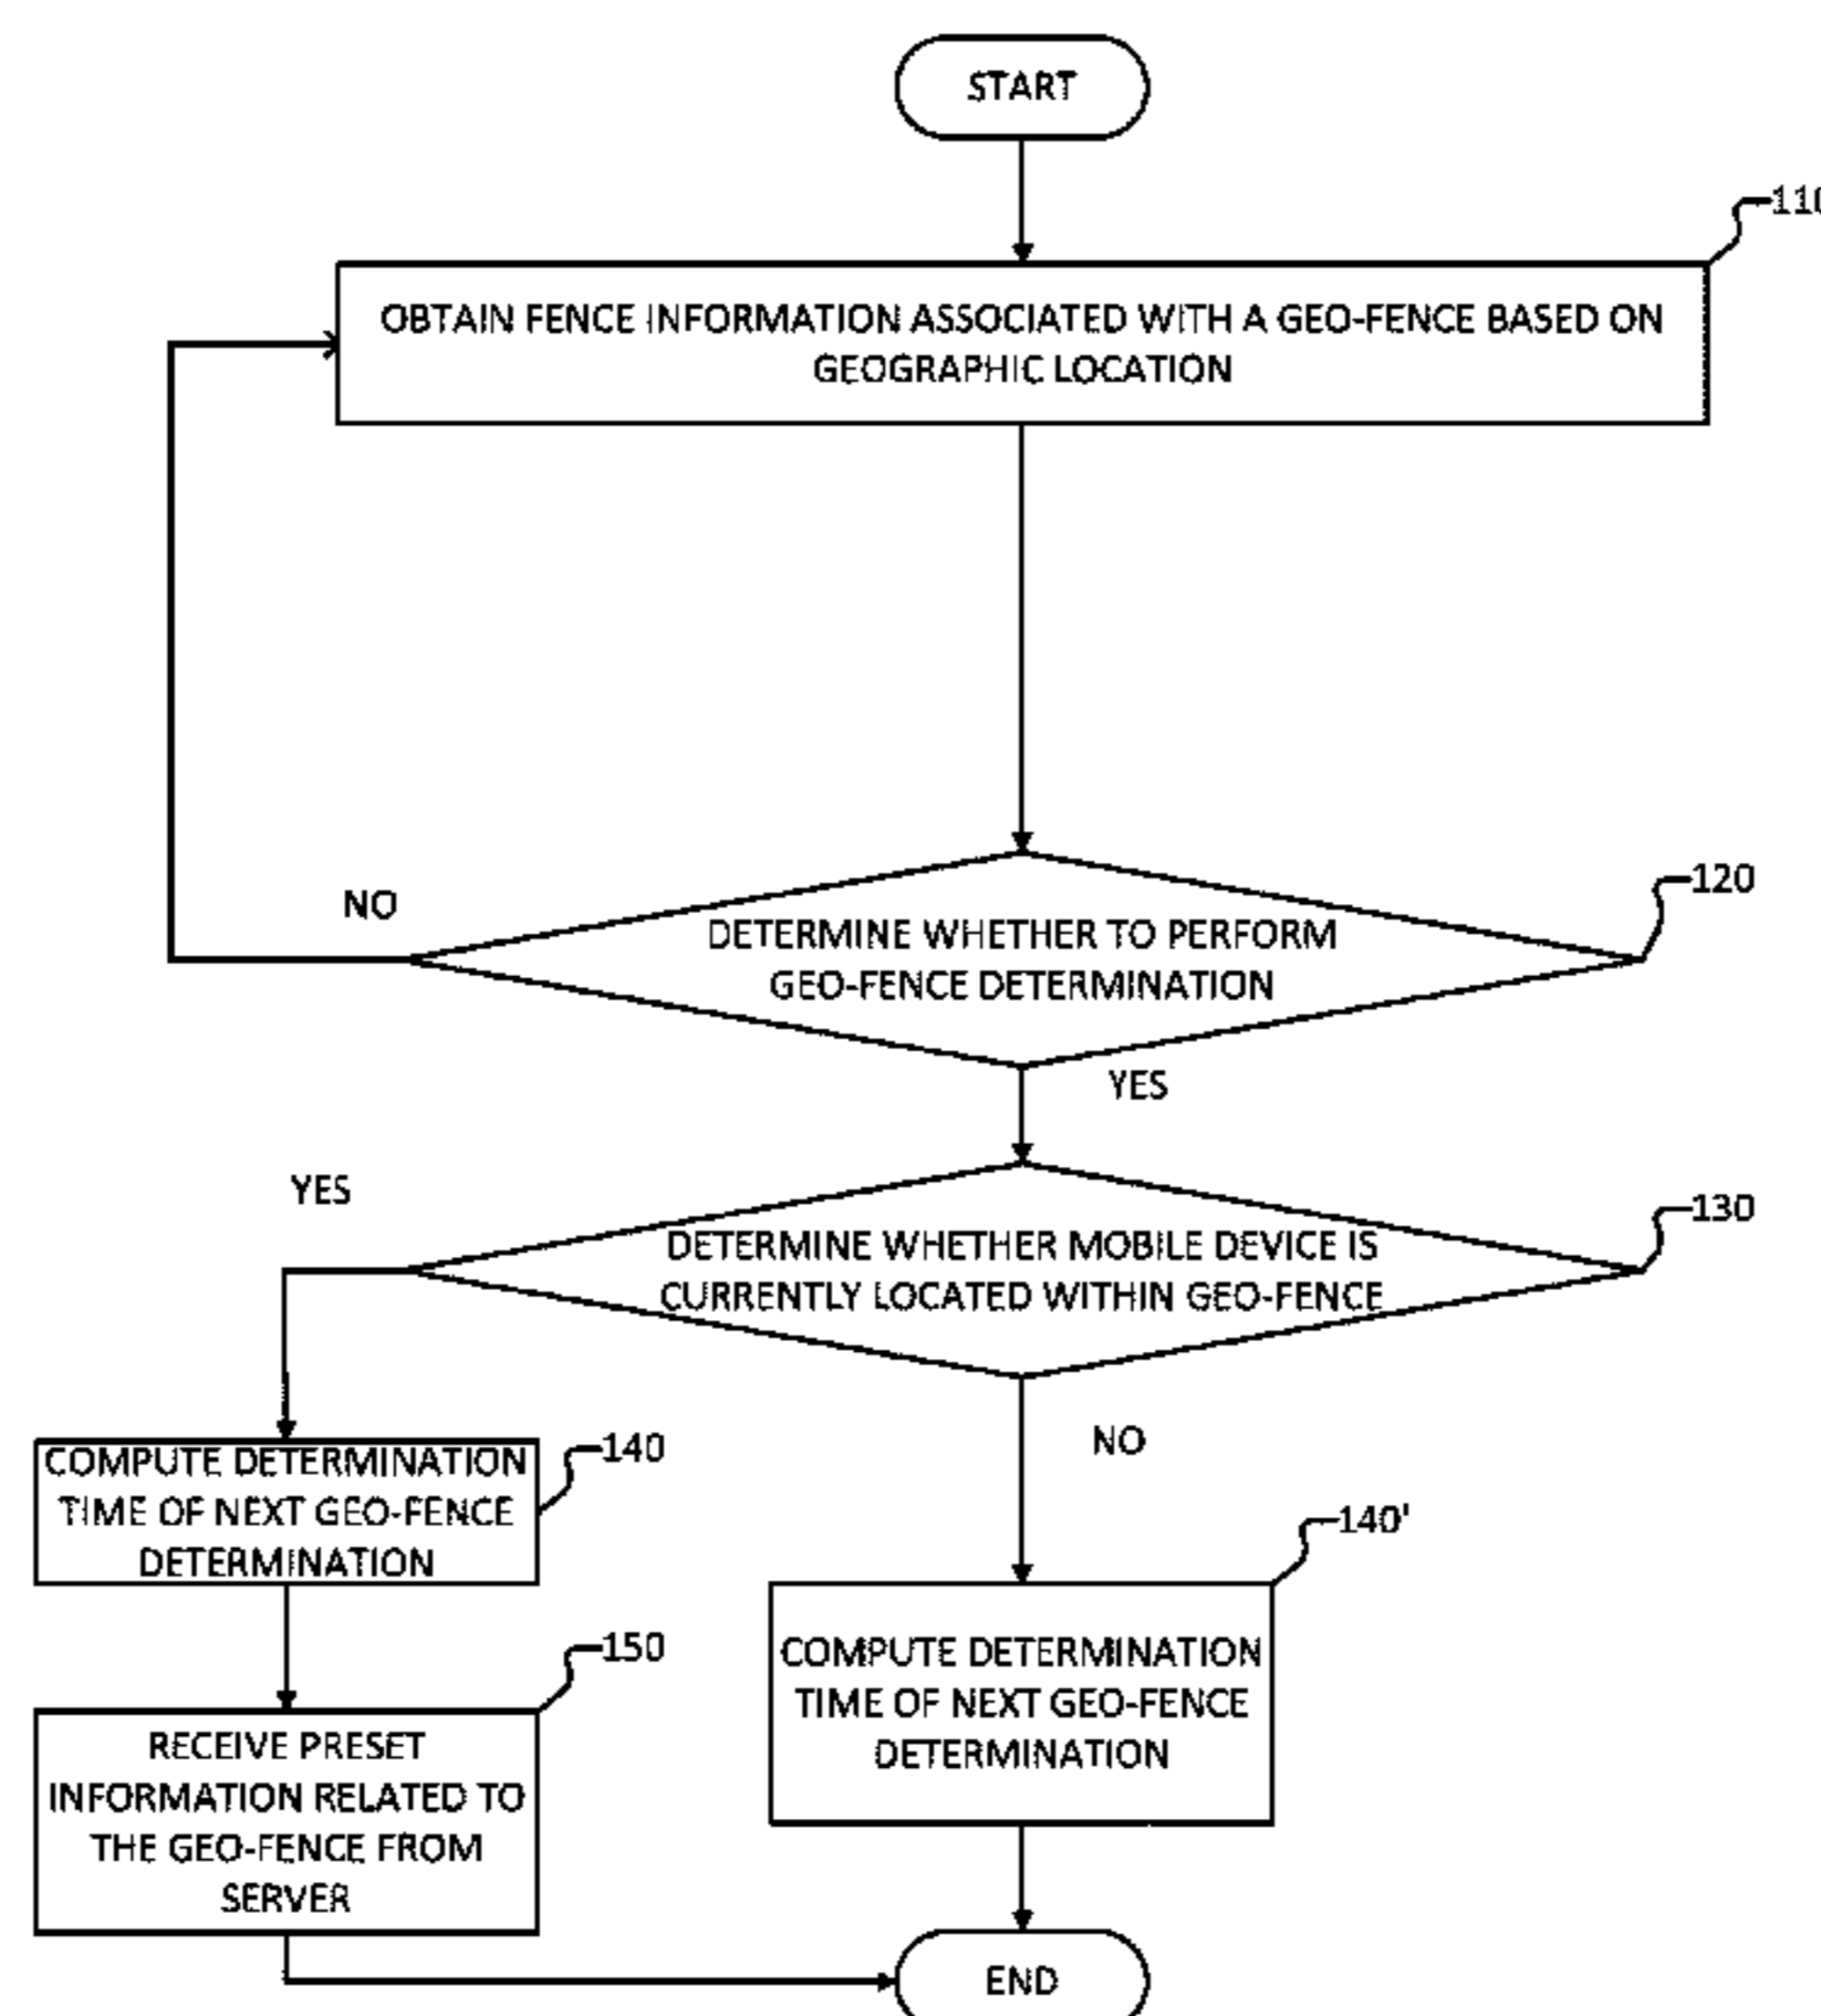 START
110
OBTAIN FENCE INFORMATION ASSOCIATED WITH A GEO-FENCE BASED ON
GEOGRAPHIC LOCATION
NO
120
DETERMINE WHETHER TO PERFORM
GEO-FENCE DETERMINATION
YES
YES
130
DETERMINE WHETHER MOBILE DEVICE IS
CURRENTLY LOCATED WITHIN GEO-FENCE
NO
140
COMPUTE DETERMINATION
TIME OF NEXT GEO-FENCE
DETERMINATION
140'
COMPUTE DETERMINATION
TIME OF NEXT GEO-FENCE
DETERMINATION
150
RECEIVE PRESET
INFORMATION RELATED TO
THE GEO-FENCE FROM
SERVER
END